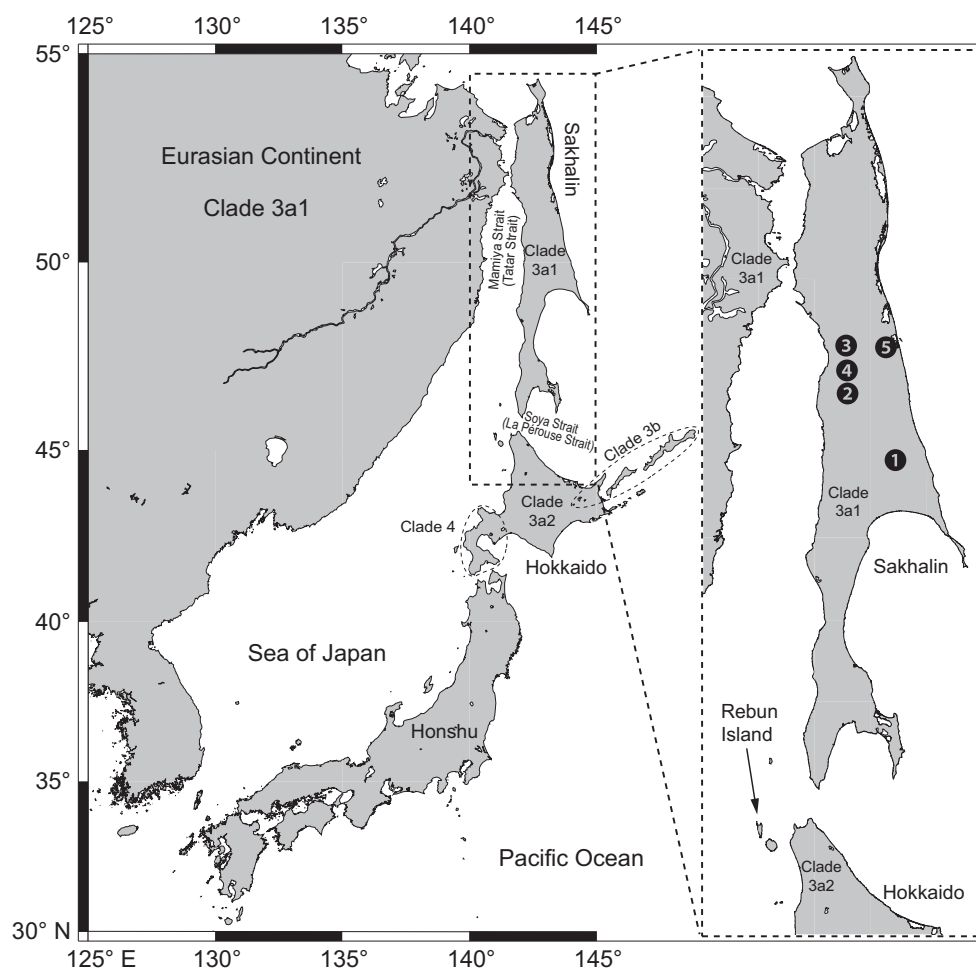 125°
130°
135°
140°
145°
55°
50°
45°
40°
35°
30° N
125° E
130°
135°
140°
145°
Eurasian Continent
Clade 3a1
Sakhalin
Mamiya Strait
(Tatar Strait)
Clade
3a1
Soya Strait
(La Perouse Strait)
Clade 3b
Clade 4
Clade
3a2
Hokkaido
Sea of Japan
Honshu
Pacific Ocean
Clade
3a1
3
5
4
2
1
Clade
3a1
Sakhalin
Rebun
Island
Clade
3a2
Hokkaido